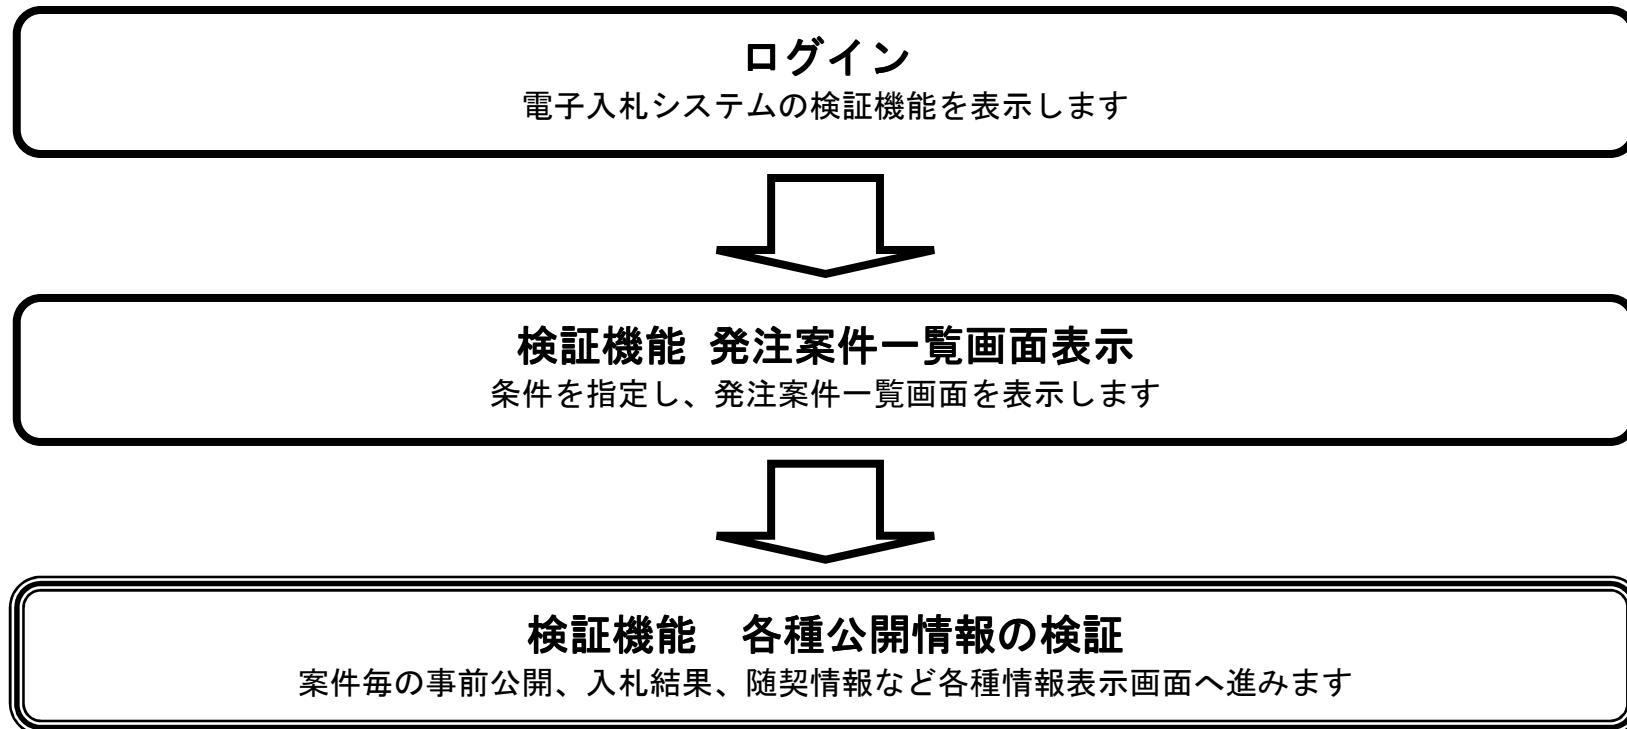 ログイン
電子入札システムの検証機能を表示します
検証機能 発注案件一覧画面表示
条件を指定し、発注案件一覧画面を表示します
検証機能　各種公開情報の検証
案件毎の事前公開、入札結果、随契情報など各種情報表示画面へ進みます